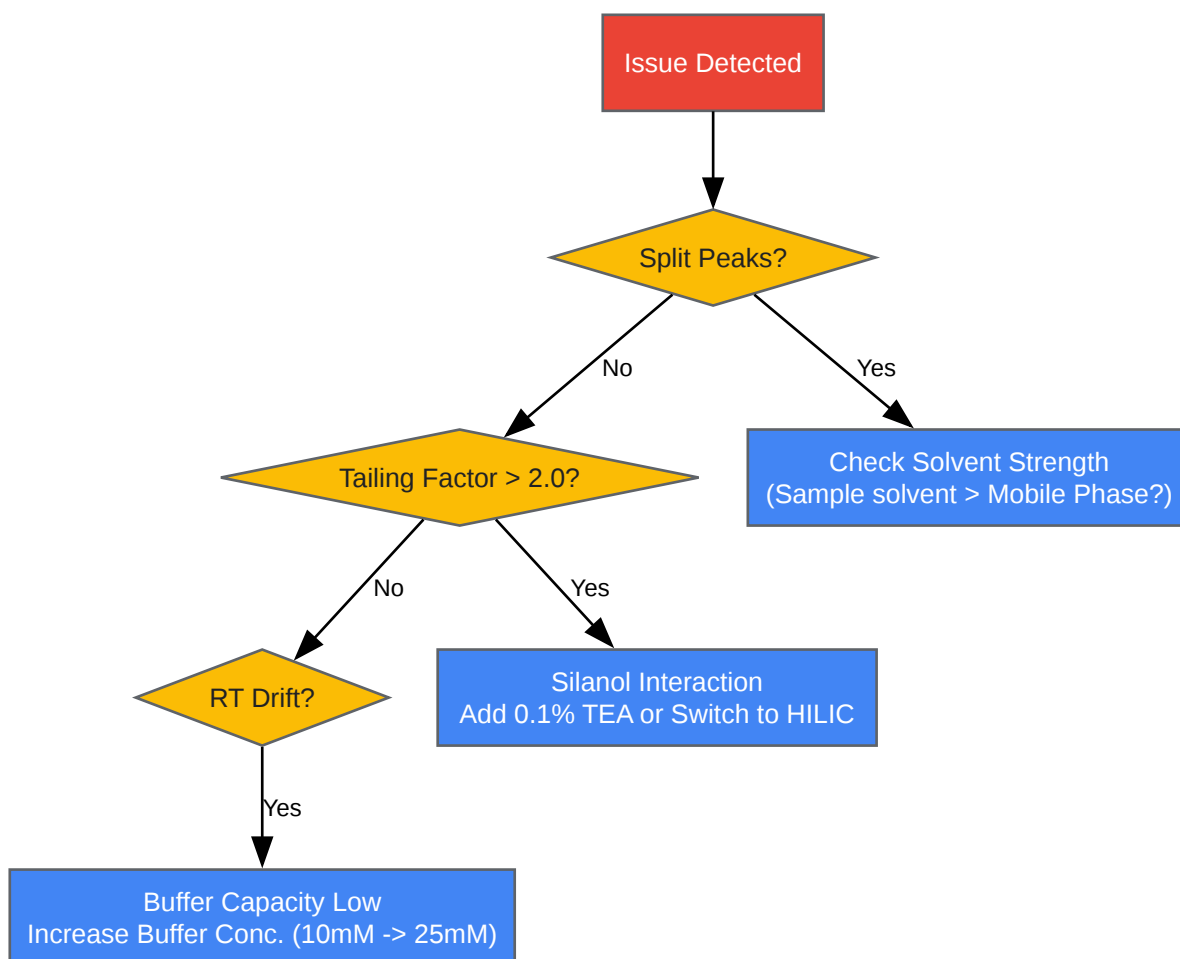 Issue Detected
Split Peaks?
No
Yes
Tailing Factor > 2.0?
Check Solvent Strength
(Sample solvent > Mobile Phase?)
No
Yes
RT Drift?
Silanol Interaction
Add 0.1% TEA or Switch to HILIC
Yes
Buffer Capacity Low
Increase Buffer Conc. (10mM -> 25mM)